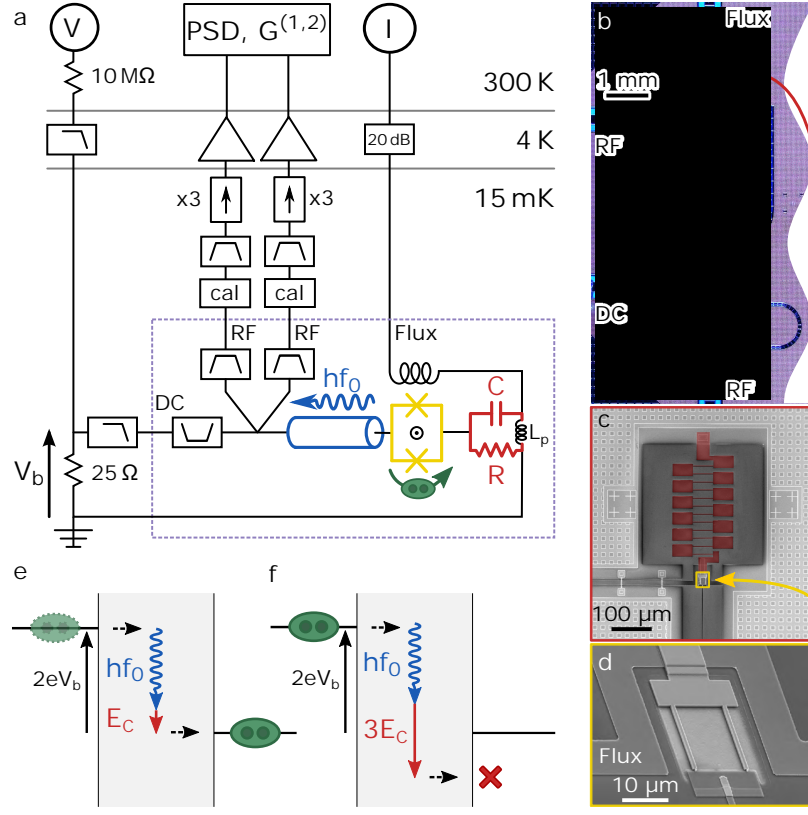 a
V
10 MΩ
PSD, G(1,2)
I
300 K
20 dB
4 K
x3
x3
15 mK
cal
cal
RF
RF
Flux
DC
hf0
C
Lp
R
Vb
25 Ω
b
Flux
1 mm
RF
DC
RF
c
100 µm
d
Flux
10 µm
e
2eVb
hf0
EC
f
2eVb
hf0
3EC